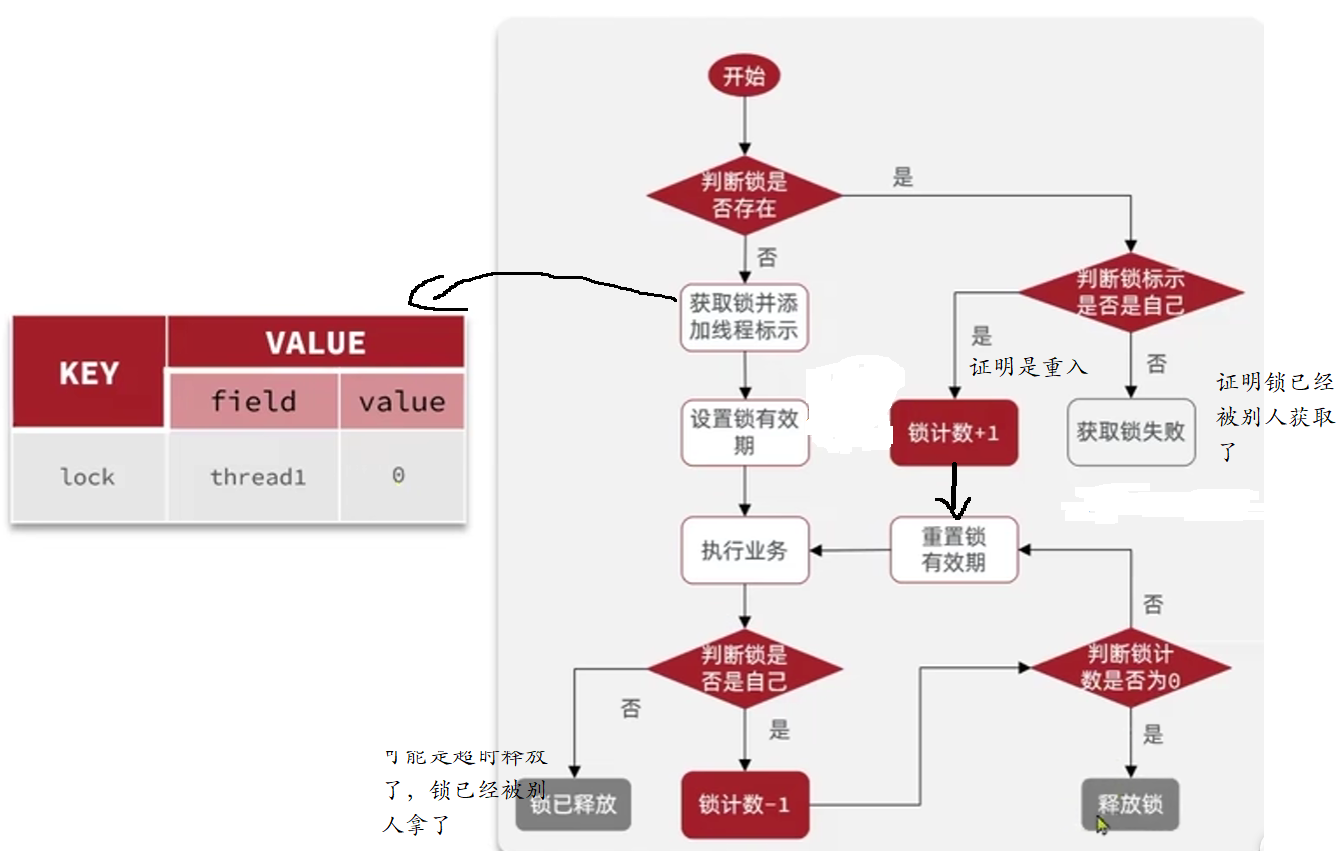 开始
判断锁是
否存在
是
否
判断锁标示
是否是自己
获取锁并添
加线程标示
是
证明是重入
否
证明锁已经
被别人获取
了
KEY
VALUE
field
value
lock
thread1
0
设置锁有效
期
锁计数+1
获取锁失败
执行业务
重置锁
有效期
否
判断锁是
否是自己
判断锁计
数是否为0
否
是
是
可能是超时释放
了，锁已经被别
人拿了
锁已释放
锁计数-1
释放锁